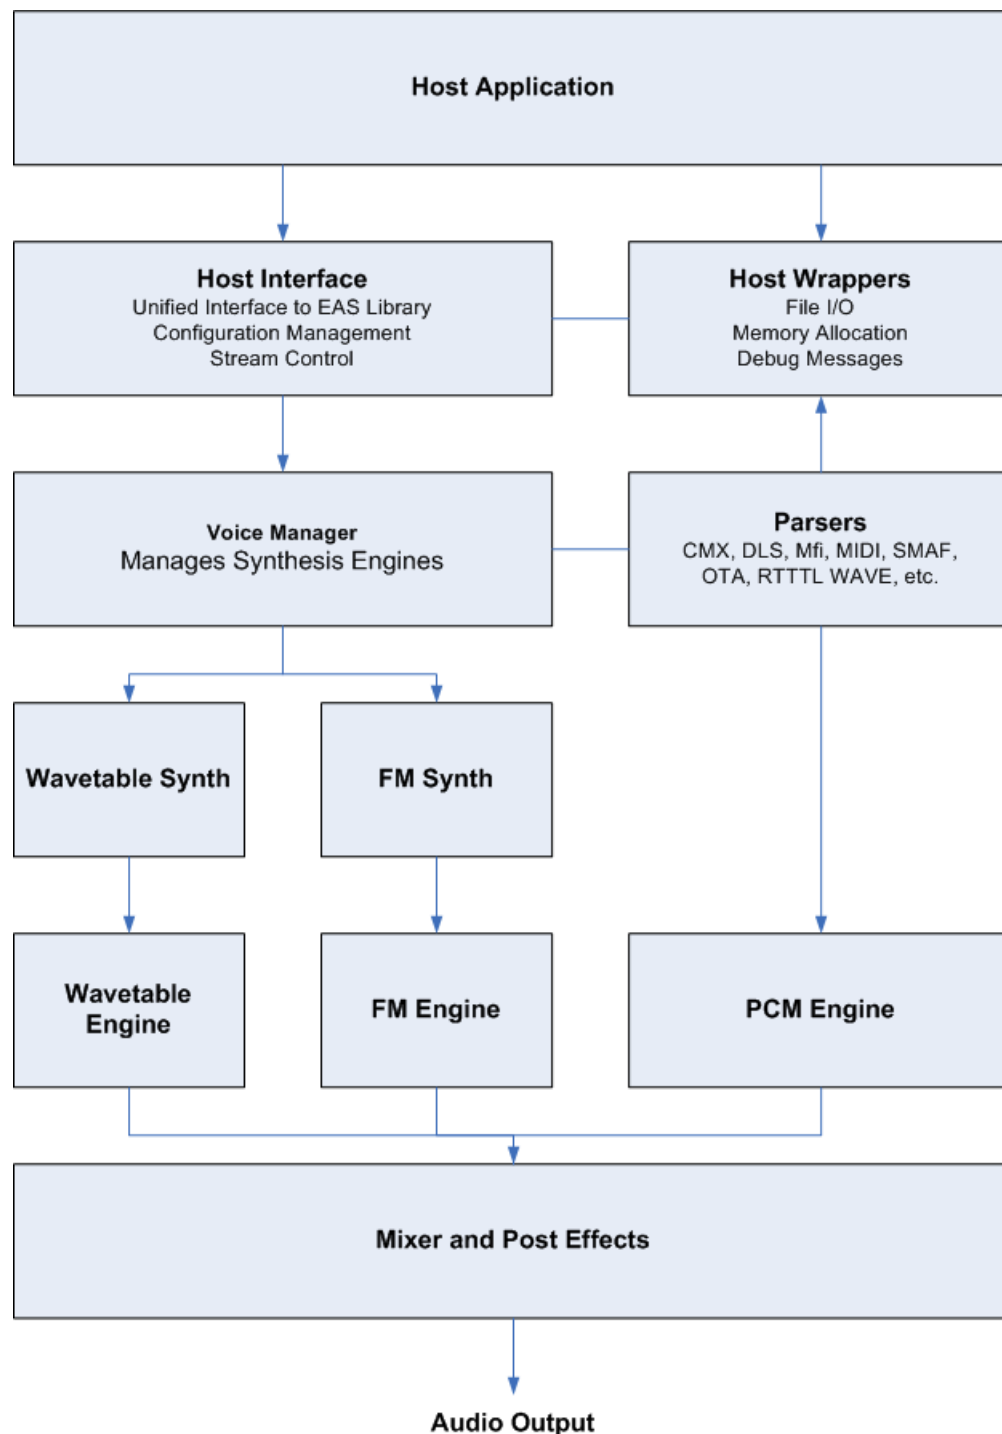 Host Application
Host Interface
Unified Interface to EAS Library
Configuration Management
Stream Control
Host Wrappers
File I/O
Memory Allocation
Debug Messages
Voice Manager
Manages Synthesis Engines
Parsers
CMX, DLS, Mfi, MIDI, SMAF,
OTA, RTTTL WAVE, etc.
Wavetable Synth
FM Synth
Wavetable
Engine
FM Engine
PCM Engine
Mixer and Post Effects
Audio Output